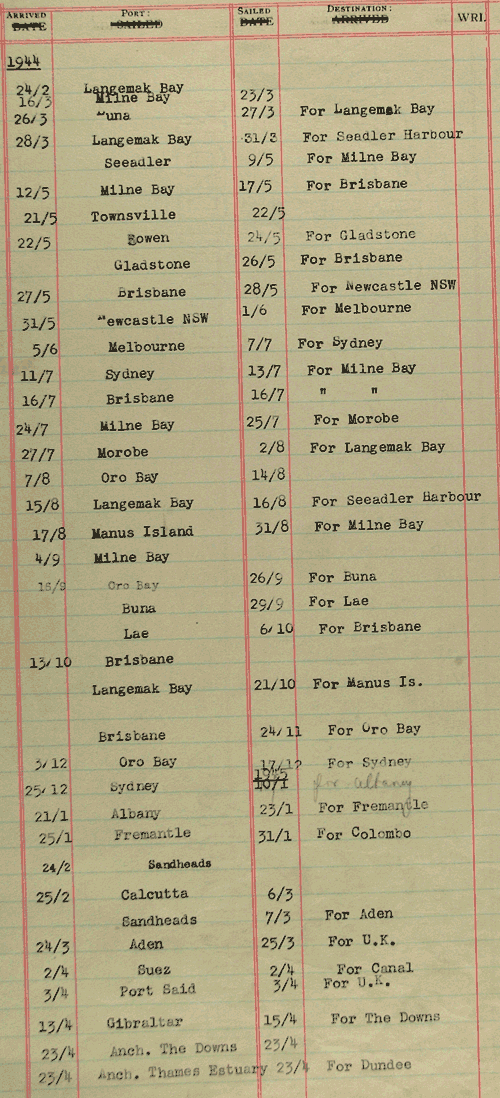 ARRIVED PORT: SAILED DESTINATION: WRI.
DATE SAILED DATE ARRIVED
1944
24/2 Langemak Bay
16/3 Milne Bay 23/3
26/3 Buna 27/3 For Langemak Bay
28/3 Langemak Bay 31/3 For Seadler Harbour
Seeadler 9/5 For Milne Bay
12/5 Milne Bay 17/5 For Brisbane
21/5 Townsville 22/5
22/5 Bowen 24/5 For Gladstone
Gladstone 26/5 For Brisbane
27/5 Brisbane 28/5 For Newcastle NSW
31/5 Newcastle NSW 1/6 For Melbourne
5/6 Melbourne 7/7 For Sydney
11/7 Sydney 13/7 For Milne Bay
16/7 Brisbane 16/7 " "
24/7 Milne Bay 25/7 For Morobe
27/7 Morobe 2/8 For Langemak Bay
7/8 Oro Bay 14/8
15/8 Langemak Bay 16/8 For Seeadler Harbour
17/8 Manus Island 31/8 For Milne Bay
4/9 Milne Bay
Oro Bay 26/9 For Buna
Buna 29/9 For Lae
Lae 6/10 For Brisbane
13/10 Brisbane
Langemak Bay 21/10 For Manus Is.
Brisbane 24/11 For Oro Bay
3/12 Oro Bay 17/12 For Sydney
1945
25/12 Sydney 10/1 for Albany
21/1 Albany 23/1 For Fremantle
25/1 Fremantle 31/1 For Colombo
24/2 Sandheads
25/2 Calcutta 6/3
Sandheads 7/3 For Aden
24/3 Aden 25/3 For U.K.
2/4 Suez 2/4 For Canal
3/4 Port Said 3/4 For U.K.
13/4 Gibraltar 15/4 For The Downs
23/4 Anch. The Downs 23/4
23/4 Anch. Thames Estuary 23/4 For Dundee